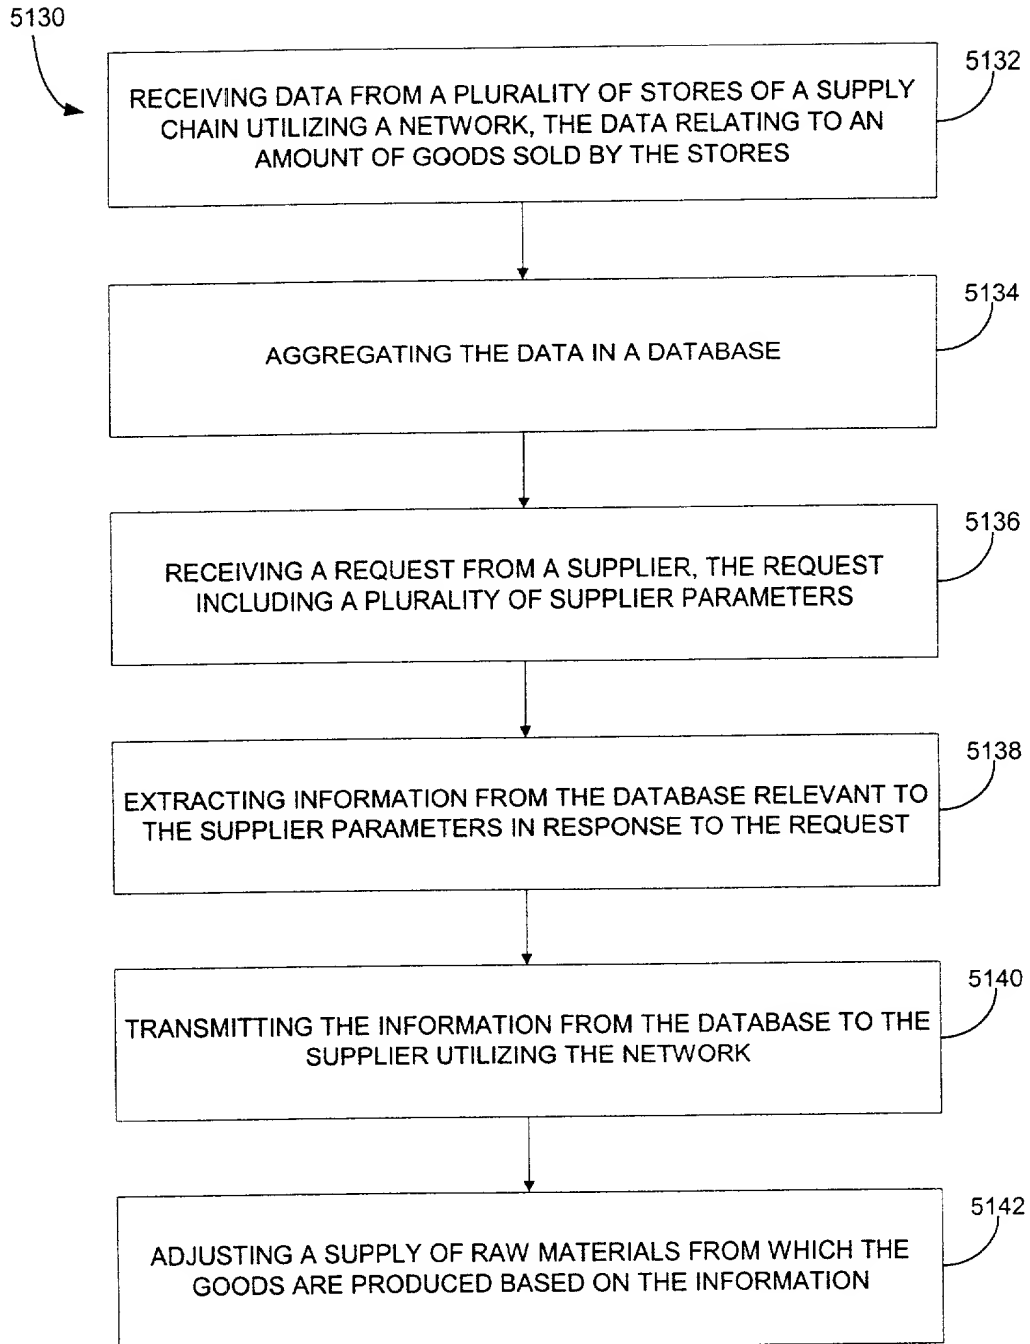 5130
5132
RECEIVING DATA FROM A PLURALITY OF STORES OF A SUPPLY
CHAIN UTILIZING A NETWORK, THE DATA RELATING TO AN
AMOUNT OF GOODS SOLD BY THE STORES
5134
AGGREGATING THE DATA IN A DATABASE
5136
RECEIVING A REQUEST FROM A SUPPLIER, THE REQUEST
INCLUDING A PLURALITY OF SUPPLIER PARAMETERS
5138
EXTRACTING INFORMATION FROM THE DATABASE RELEVANT TO
THE SUPPLIER PARAMETERS IN RESPONSE TO THE REQUEST
5140
TRANSMITTING THE INFORMATION FROM THE DATABASE TO THE
SUPPLIER UTILIZING THE NETWORK
5142
ADJUSTING A SUPPLY OF RAW MATERIALS FROM WHICH THE
GOODS ARE PRODUCED BASED ON THE INFORMATION